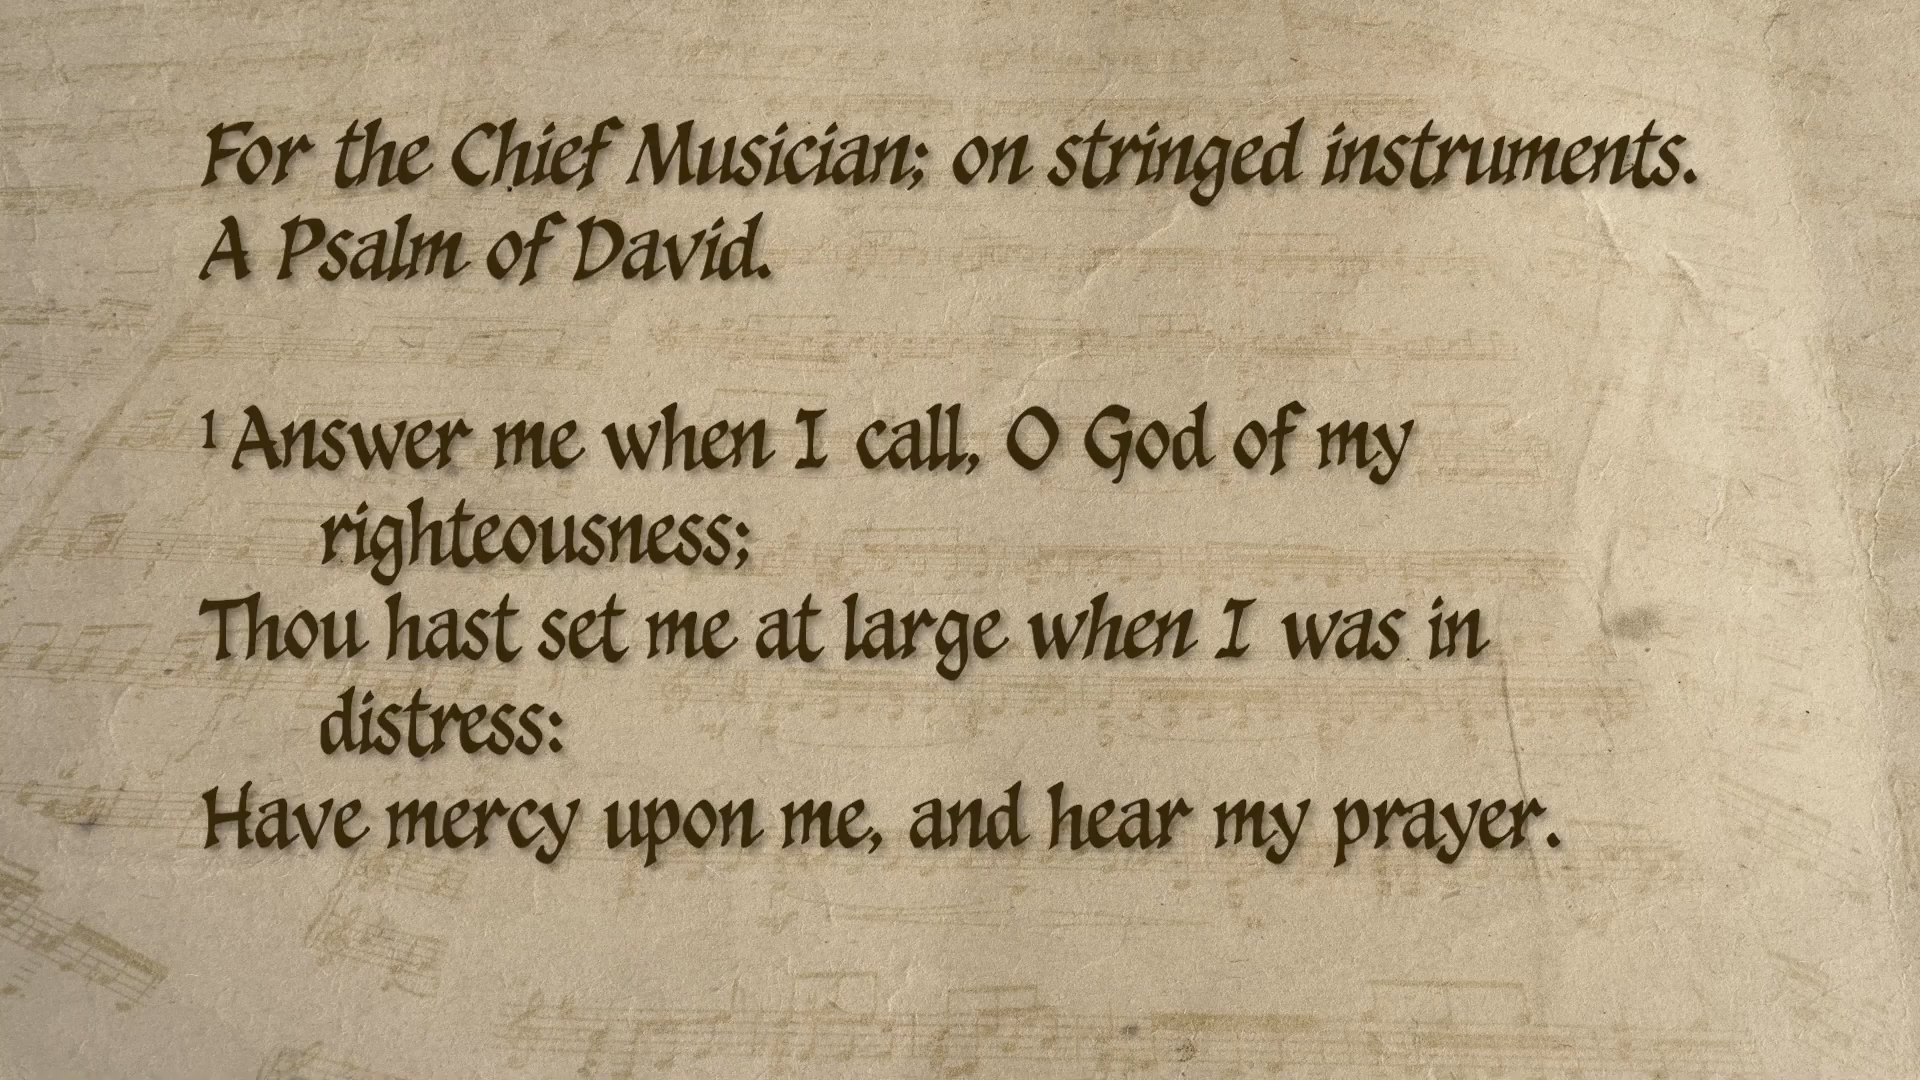 For the Chief Musician; on stringed instruments.
A Psalm of David.
1 Answer me when I call, O God of my
righteousness;
Thou hast set me at large when I was in
distress:
Have mercy upon me, and hear my prayer.